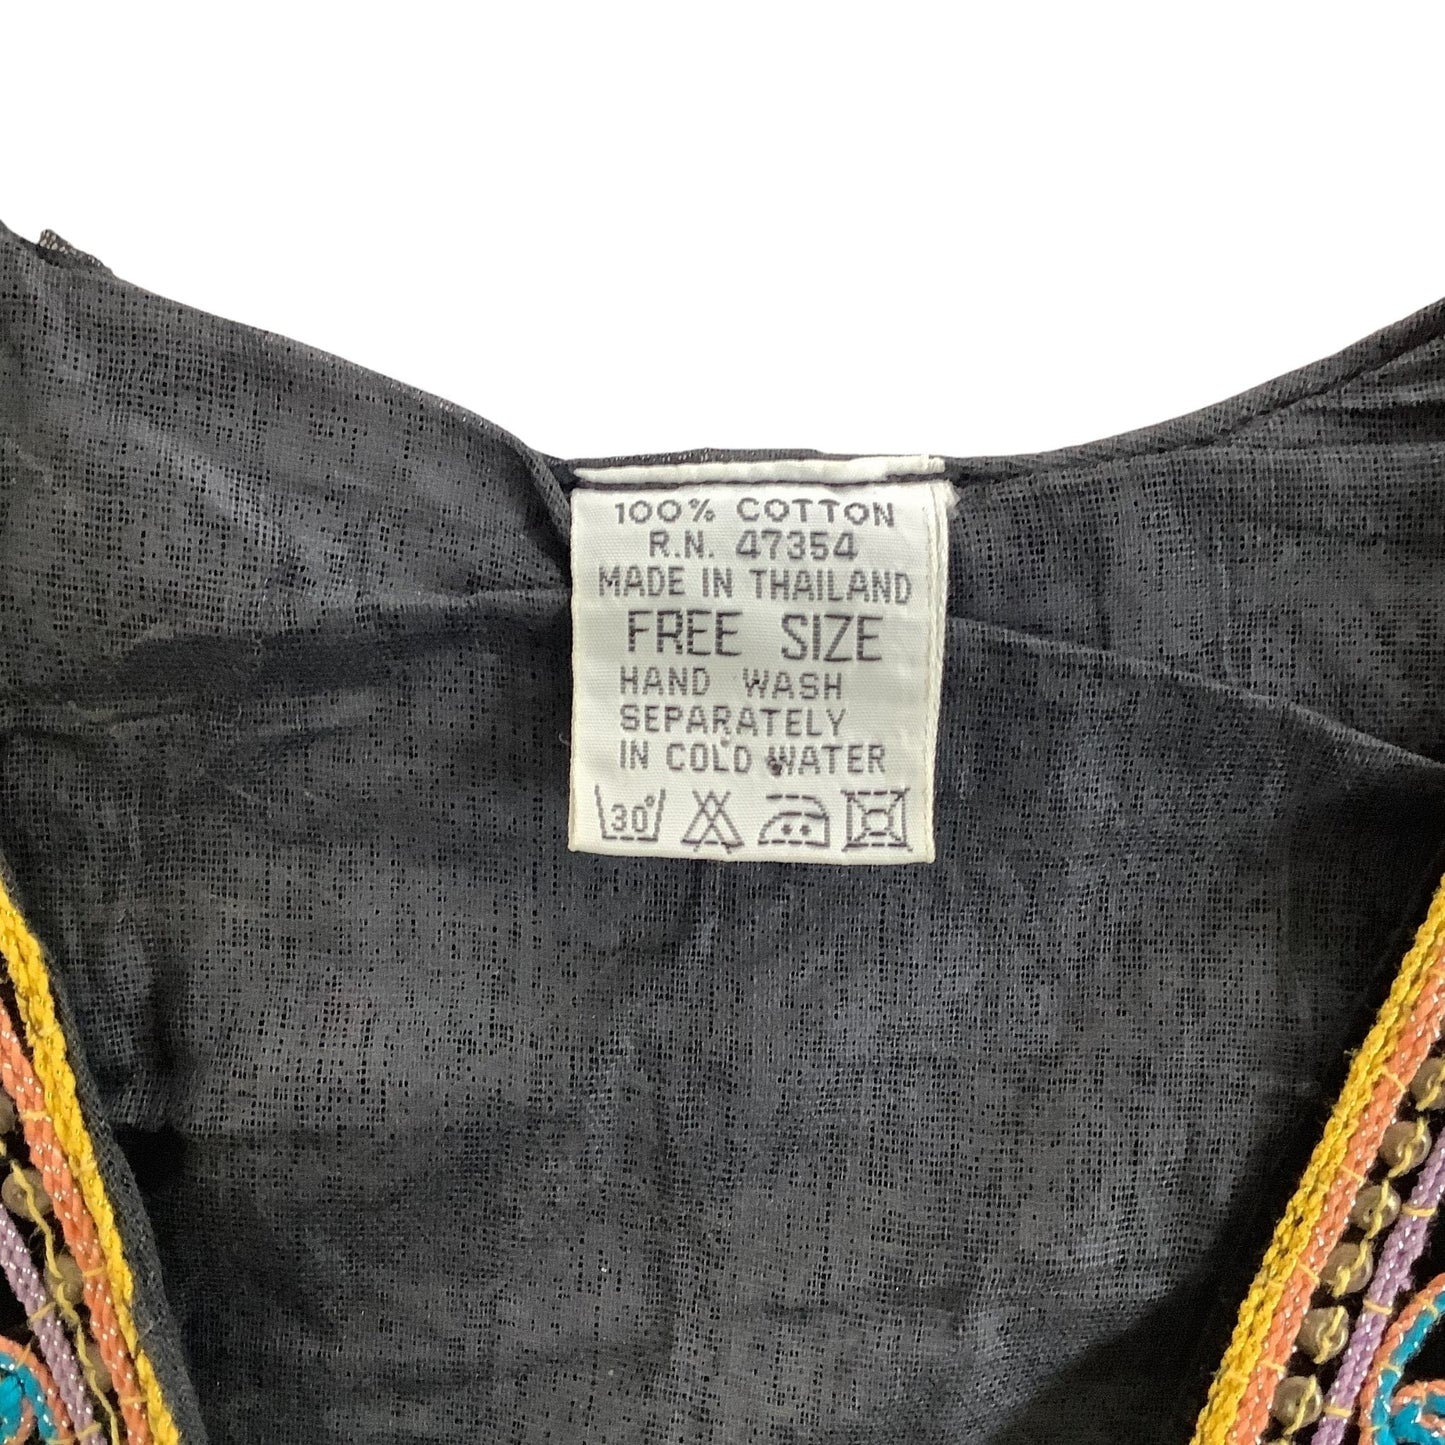 100% COTTON
R.N. 47354
MADE IN THAILAND
FREE SIZE
HAND WASH
SEPARATELY
IN COLD WATER
30°